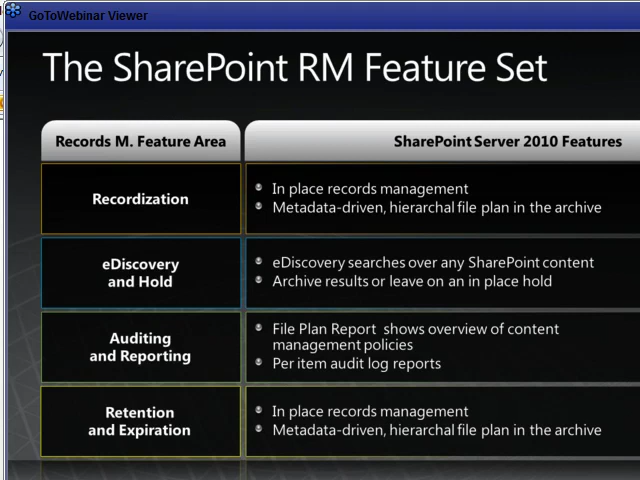 GoToWebinar Viewer
The SharePoint RM Feature Set
Records M. Feature Area
SharePoint Server 2010 Features
Recordization
In place records management
Metadata-driven, hierarchal file plan in the archive
eDiscovery
and Hold
eDiscovery searches over any SharePoint content
Archive results or leave on an in place hold
Auditing
and Reporting
File Plan Report shows overview of content
management policies
Per item audit log reports
Retention
and Expiration
In place records management
Metadata-driven, hierarchal file plan in the archive